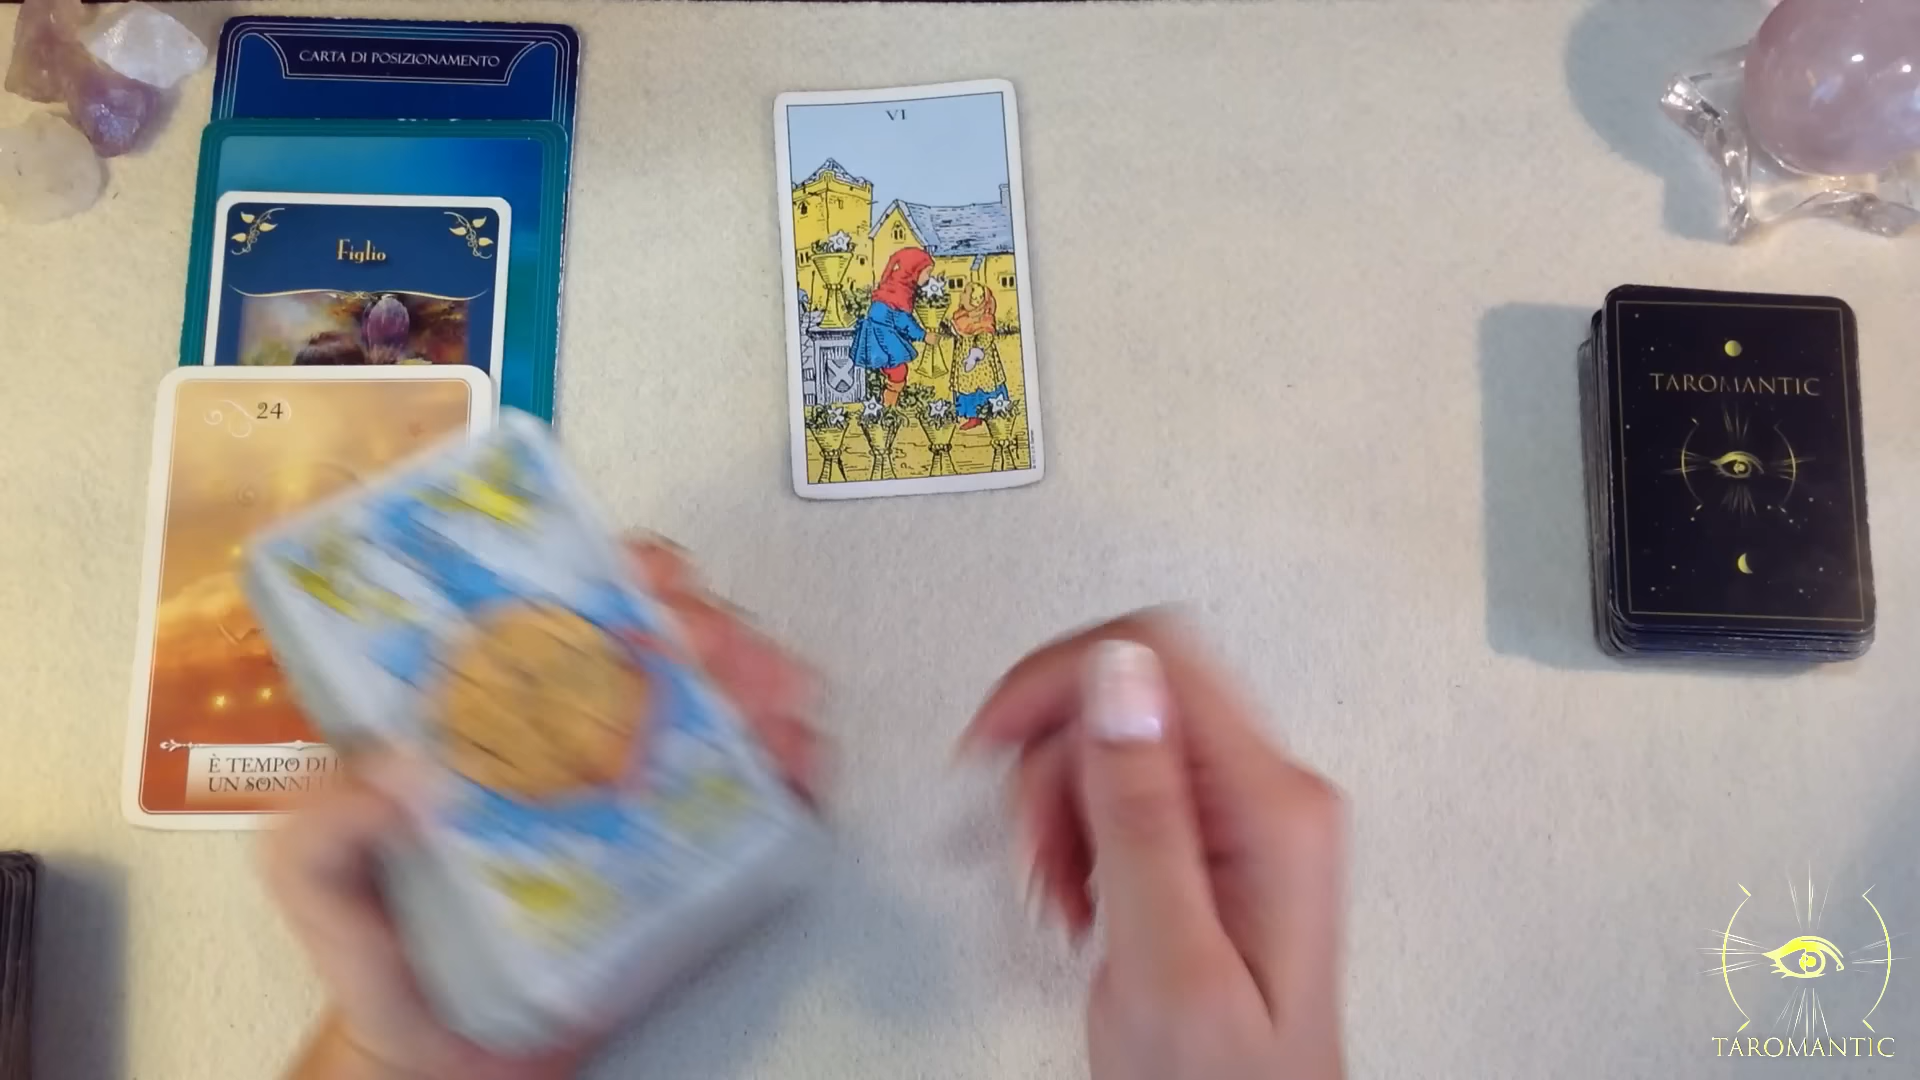 CARTA DI POSIZIONAMENTO
VI
Figlio
TAROMANTIC
24
È TEMPO DI
UN SONN
TAROMANTIC